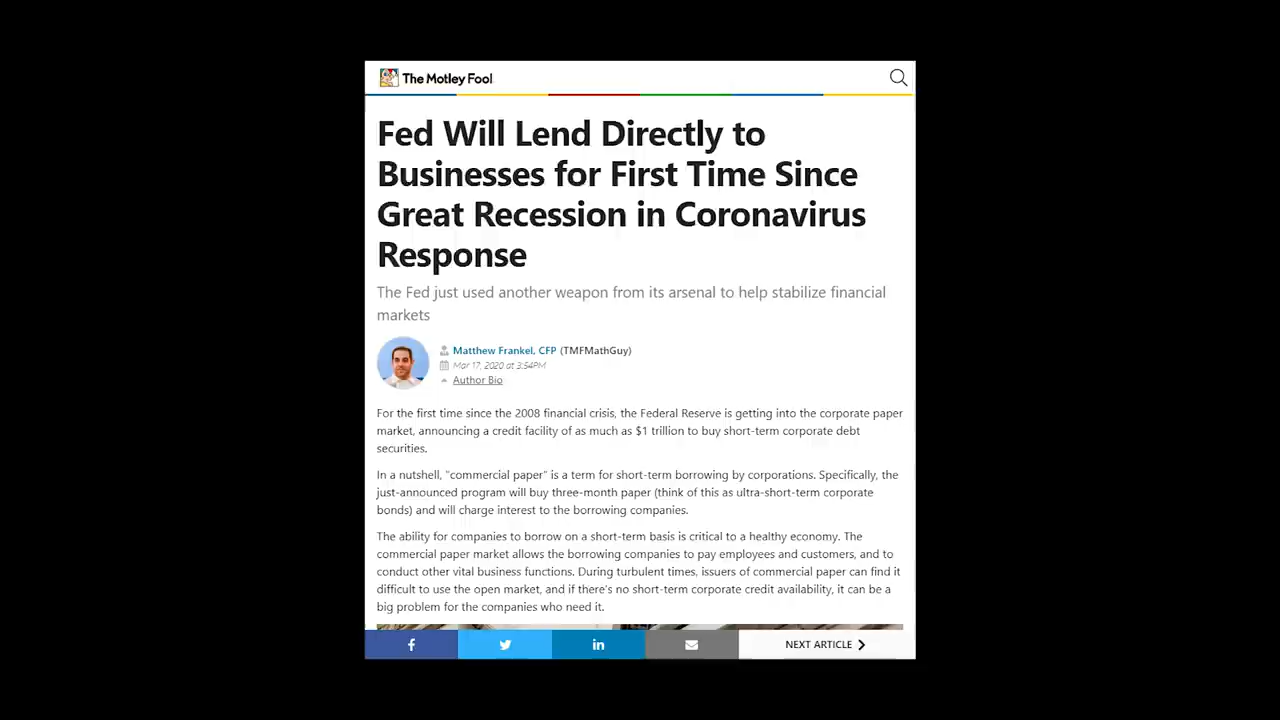 The Motley Fool
Fed Will Lend Directly to
Businesses for First Time Since
Great Recession in Coronavirus
Response
The Fed just used another weapon from its arsenal to help stabilize financial
markets
Matthew Frankel, CFP (TMFMathGuy)
Mar 17, 2020 at 3:54PM
Author Bio
For the first time since the 2008 financial crisis, the Federal Reserve is getting into the corporate paper
market, announcing a credit facility of as much as $1 trillion to buy short-term corporate debt
securities.
In a nutshell, "commercial paper" is a term for short-term borrowing by corporations. Specifically, the
just-announced program will buy three-month paper (think of this as ultra-short-term corporate
bonds) and will charge interest to the borrowing companies.
The ability for companies to borrow on a short-term basis is critical to a healthy economy. The
commercial paper market allows the borrowing companies to pay employees and customers, and to
conduct other vital business functions. During turbulent times, issuers of commercial paper can find it
difficult to use the open market, and if there's no short-term corporate credit availability, it can be a
big problem for the companies who need it.
NEXT ARTICLE